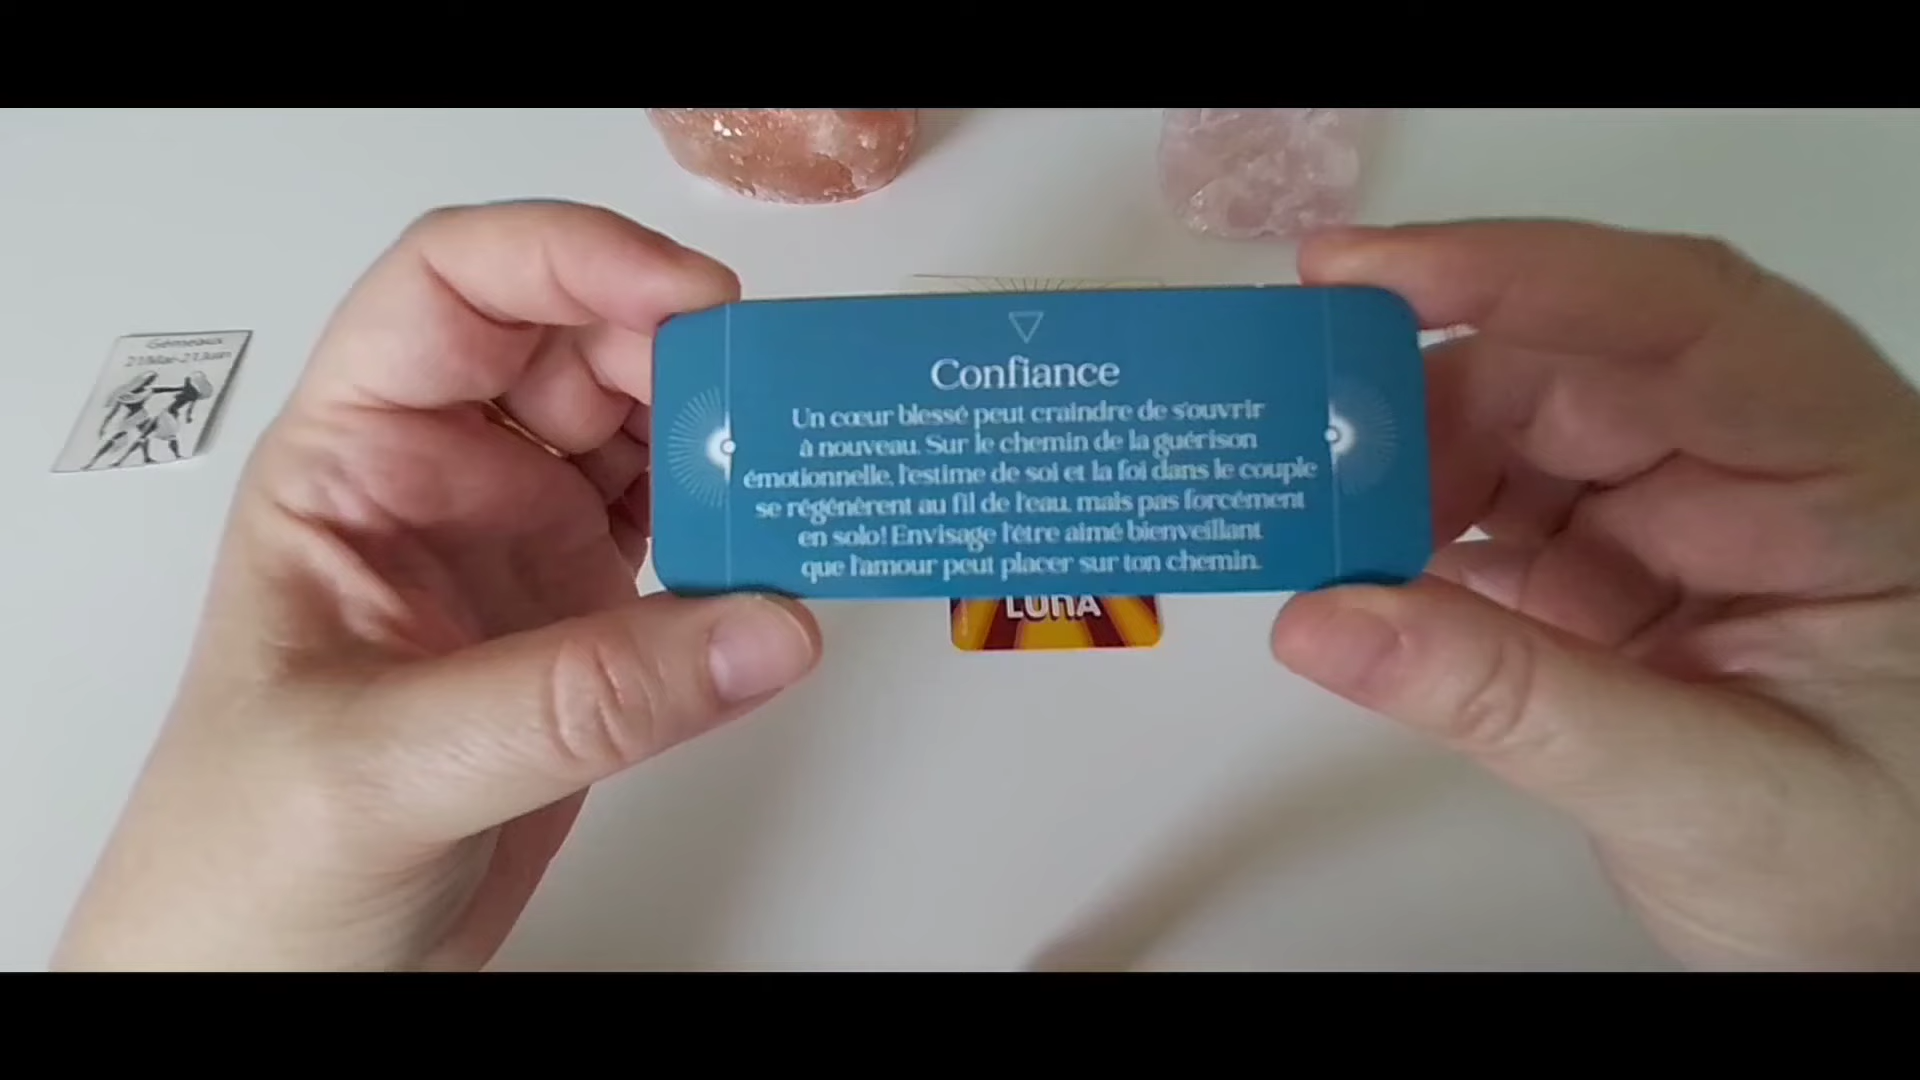 Gémeaux
21Mai-21Juin
Confiance
Un cœur blessé peut craindre de s'ouvrir
à nouveau. Sur le chemin de la guérison
émotionnelle, l'estime de soi et la foi dans le couple
se régénèrent au fil de l'eau, mais pas forcément
en solo! Envisage l'être aimé bienveillant
que l'amour peut placer sur ton chemin.
LUnA